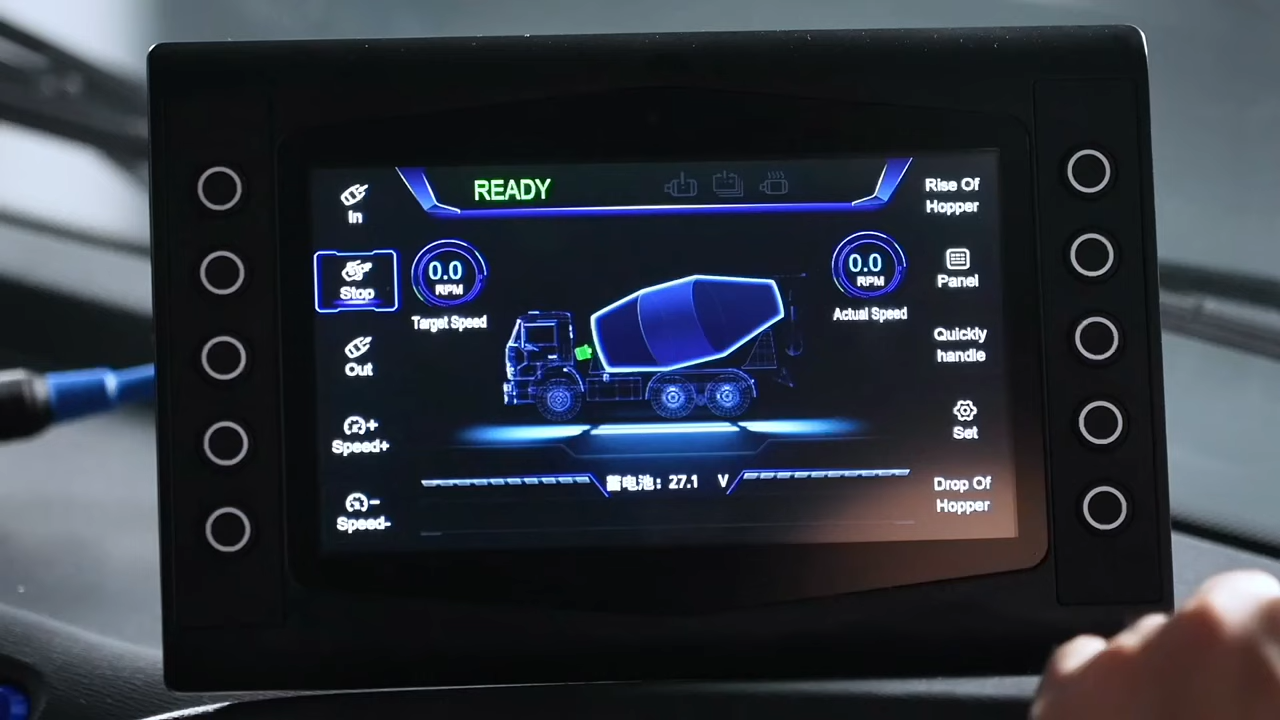 READY
In
Stop
Out
Speed+
Speed-
0.0
RPM
Target Speed
0.0
RPM
Actual Speed
蓄电池：27.1 V
Rise Of
Hopper
Panel
Quickly
handle
Set
Drop Of
Hopper